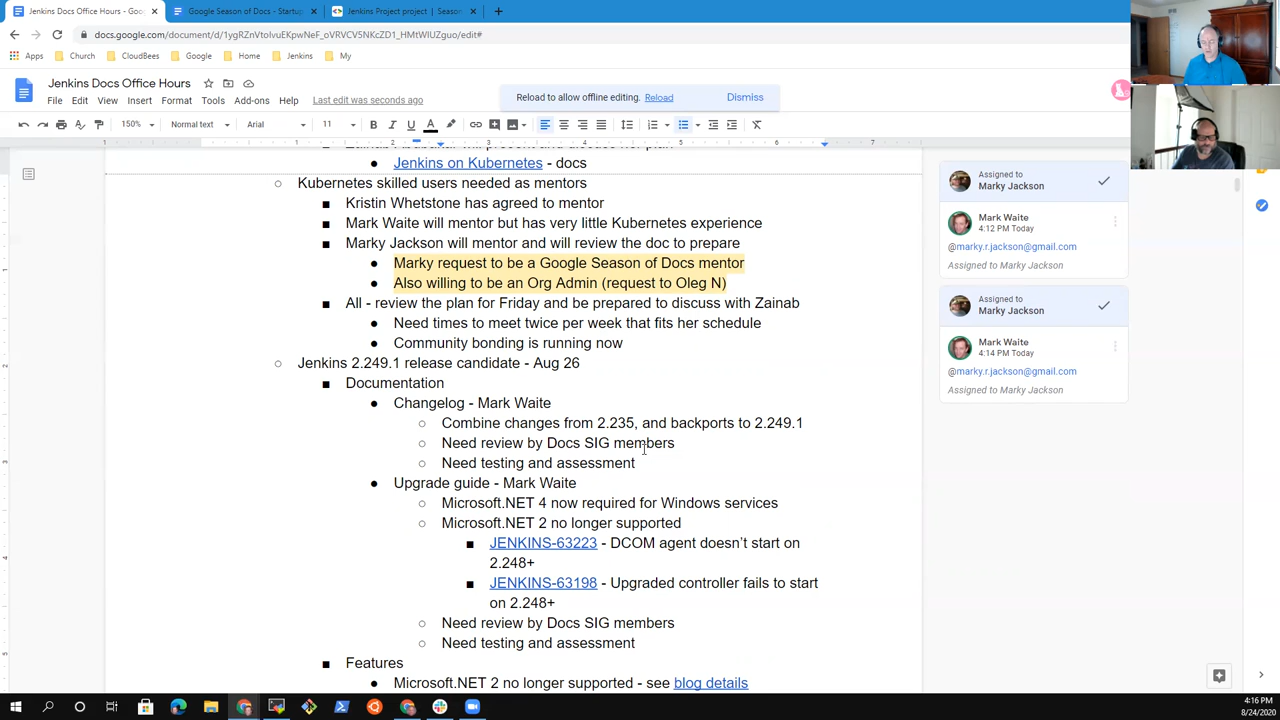 Jenkins Docs Office Hours - Goo
Google Season of Docs - Startup
Jenkins Project project | Season
docs.google.com/document/d/1ygRZnVtoIvuEKpwNeF_oVRVCV5NKcZD1_HMtWIUZguo/edit#
Apps Church CloudBees Google Home Jenkins My
Jenkins Docs Office Hours
File Edit View Insert Format Tools Add-ons Help Last edit was seconds ago
Reload to allow offline editing. Reload Dismiss
150% Normal text Arial 11
Jenkins on Kubernetes - docs
Kubernetes skilled users needed as mentors
Kristin Whetstone has agreed to mentor
Mark Waite will mentor but has very little Kubernetes experience
Marky Jackson will mentor and will review the doc to prepare
Marky request to be a Google Season of Docs mentor
Also willing to be an Org Admin (request to Oleg N)
All - review the plan for Friday and be prepared to discuss with Zainab
Need times to meet twice per week that fits her schedule
Community bonding is running now
Jenkins 2.249.1 release candidate - Aug 26
Documentation
Changelog - Mark Waite
Combine changes from 2.235, and backports to 2.249.1
Need review by Docs SIG members
Need testing and assessment
Upgrade guide - Mark Waite
Microsoft.NET 4 now required for Windows services
Microsoft.NET 2 no longer supported
JENKINS-63223 - DCOM agent doesn't start on
2.248+
JENKINS-63198 - Upgraded controller fails to start
on 2.248+
Need review by Docs SIG members
Need testing and assessment
Features
Microsoft.NET 2 no longer supported - see blog details
Assigned to
Marky Jackson
Mark Waite
4:12 PM Today
@marky.r.jackson@gmail.com
Assigned to Marky Jackson
Assigned to
Marky Jackson
Mark Waite
4:14 PM Today
@marky.r.jackson@gmail.com
Assigned to Marky Jackson
4:16 PM
8/24/2020